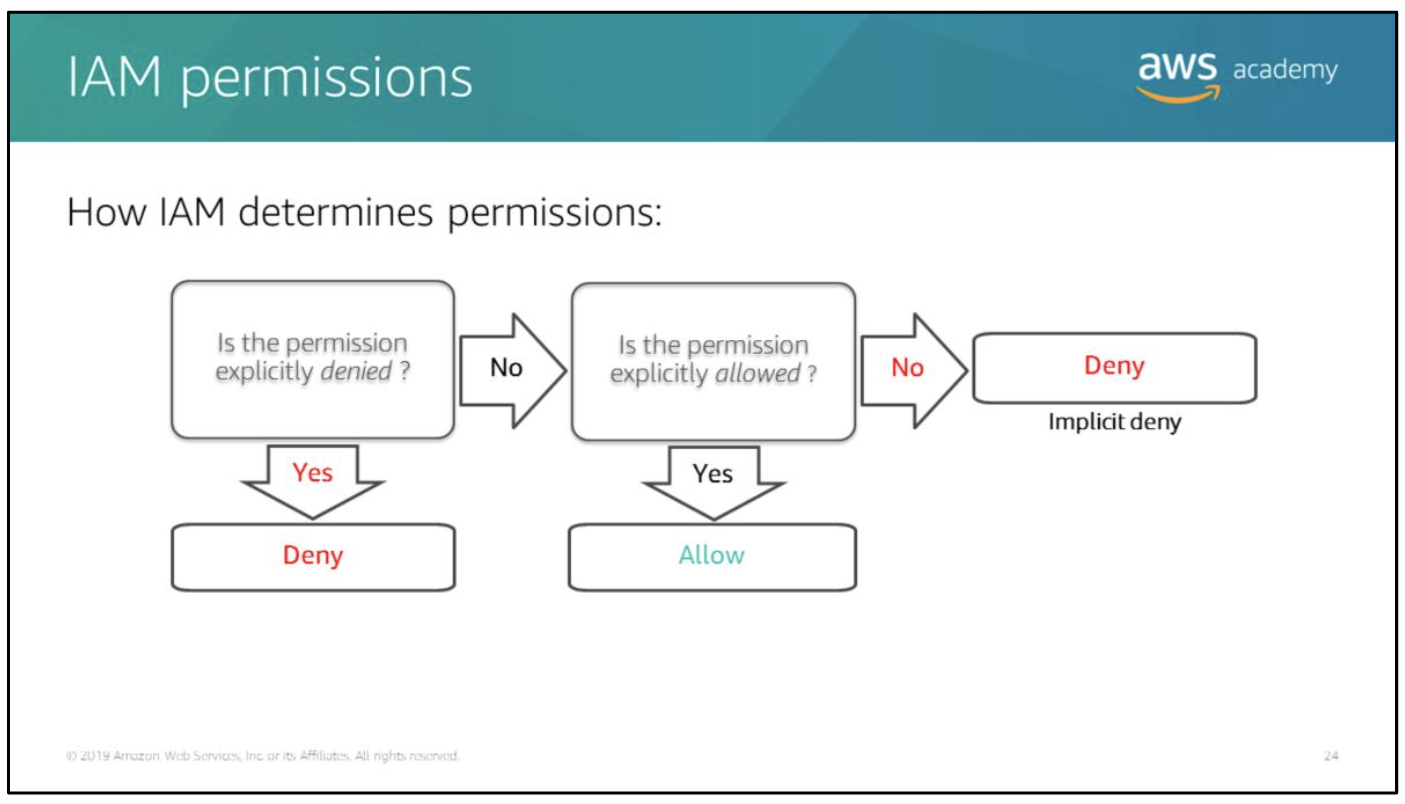 IAM permissions
aws academy
How IAM determines permissions:
Is the permission
explicitly denied ?
No
Is the permission
explicitly allowed ?
No
Deny
Implicit deny
Yes
Yes
Deny
Allow
© 2019 Amazon Web Services, Inc. or its Affiliates. All rights reserved.
24